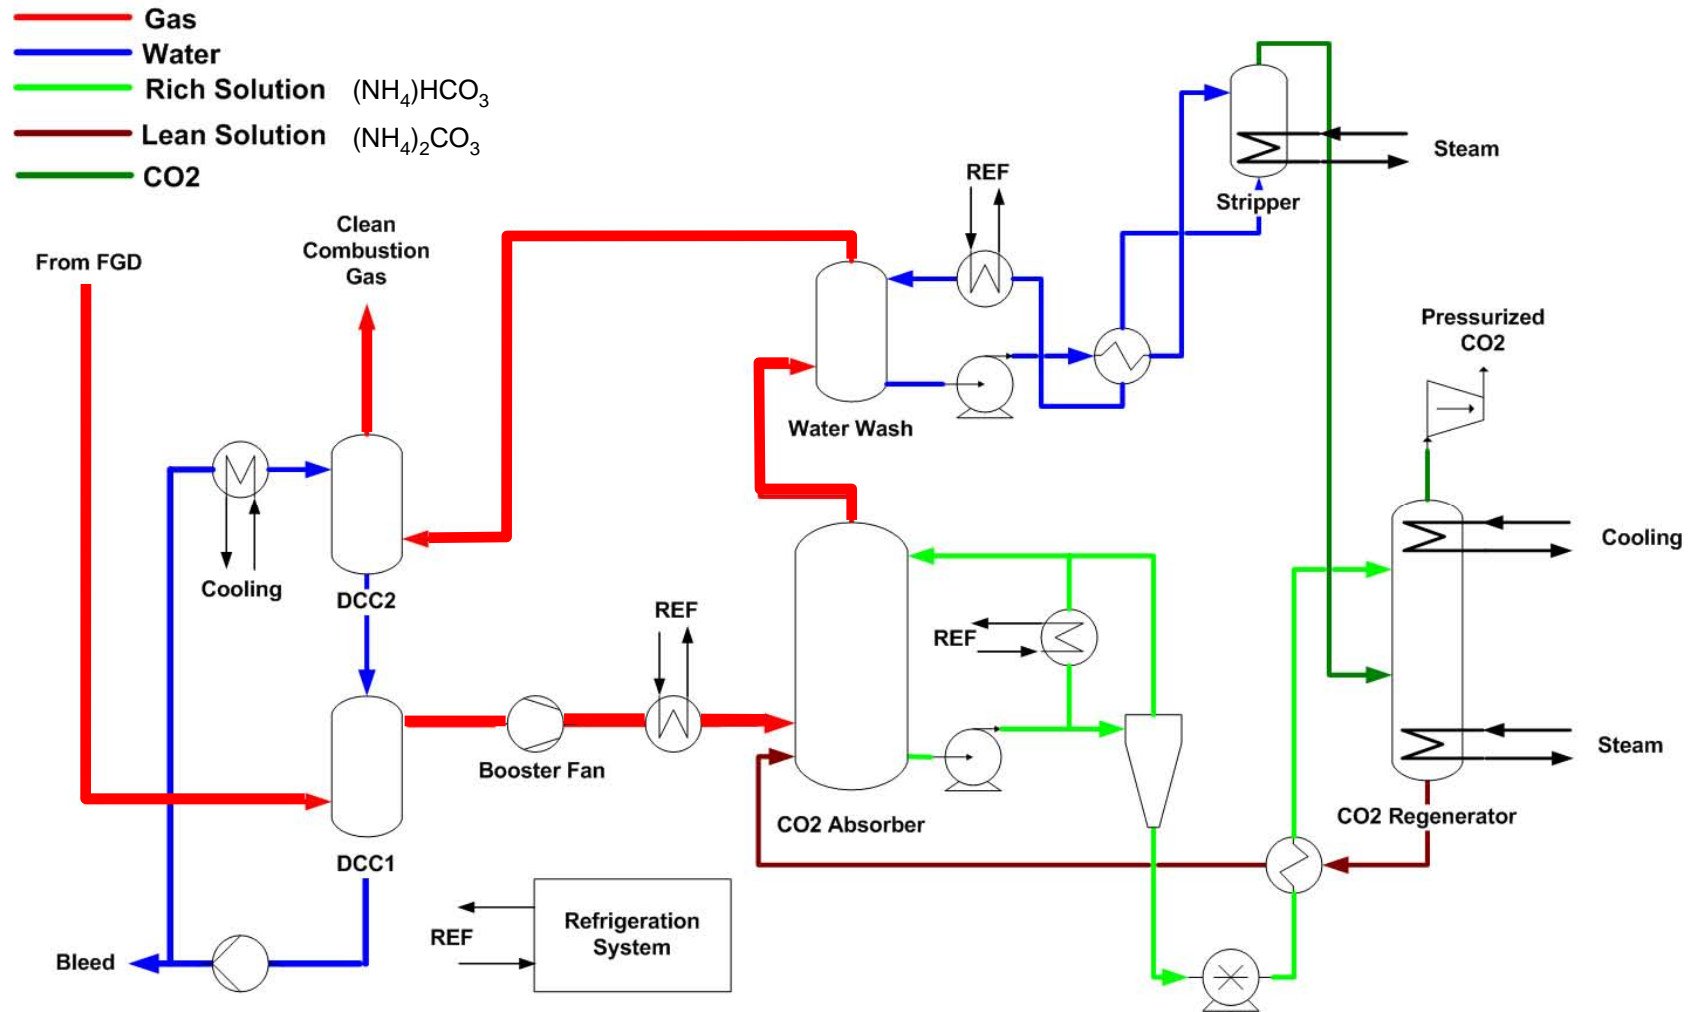 Gas
Water
Rich Solution (NH4)HCO3
Lean Solution (NH4)2CO3
CO2
From FGD
Clean
Combustion
Gas
REF
Steam
Stripper
Pressurized
CO2
Water Wash
Cooling
DCC2
REF
REF
Cooling
Booster Fan
Steam
CO2 Absorber
CO2 Regenerator
DCC1
Bleed
REF
Refrigeration
System